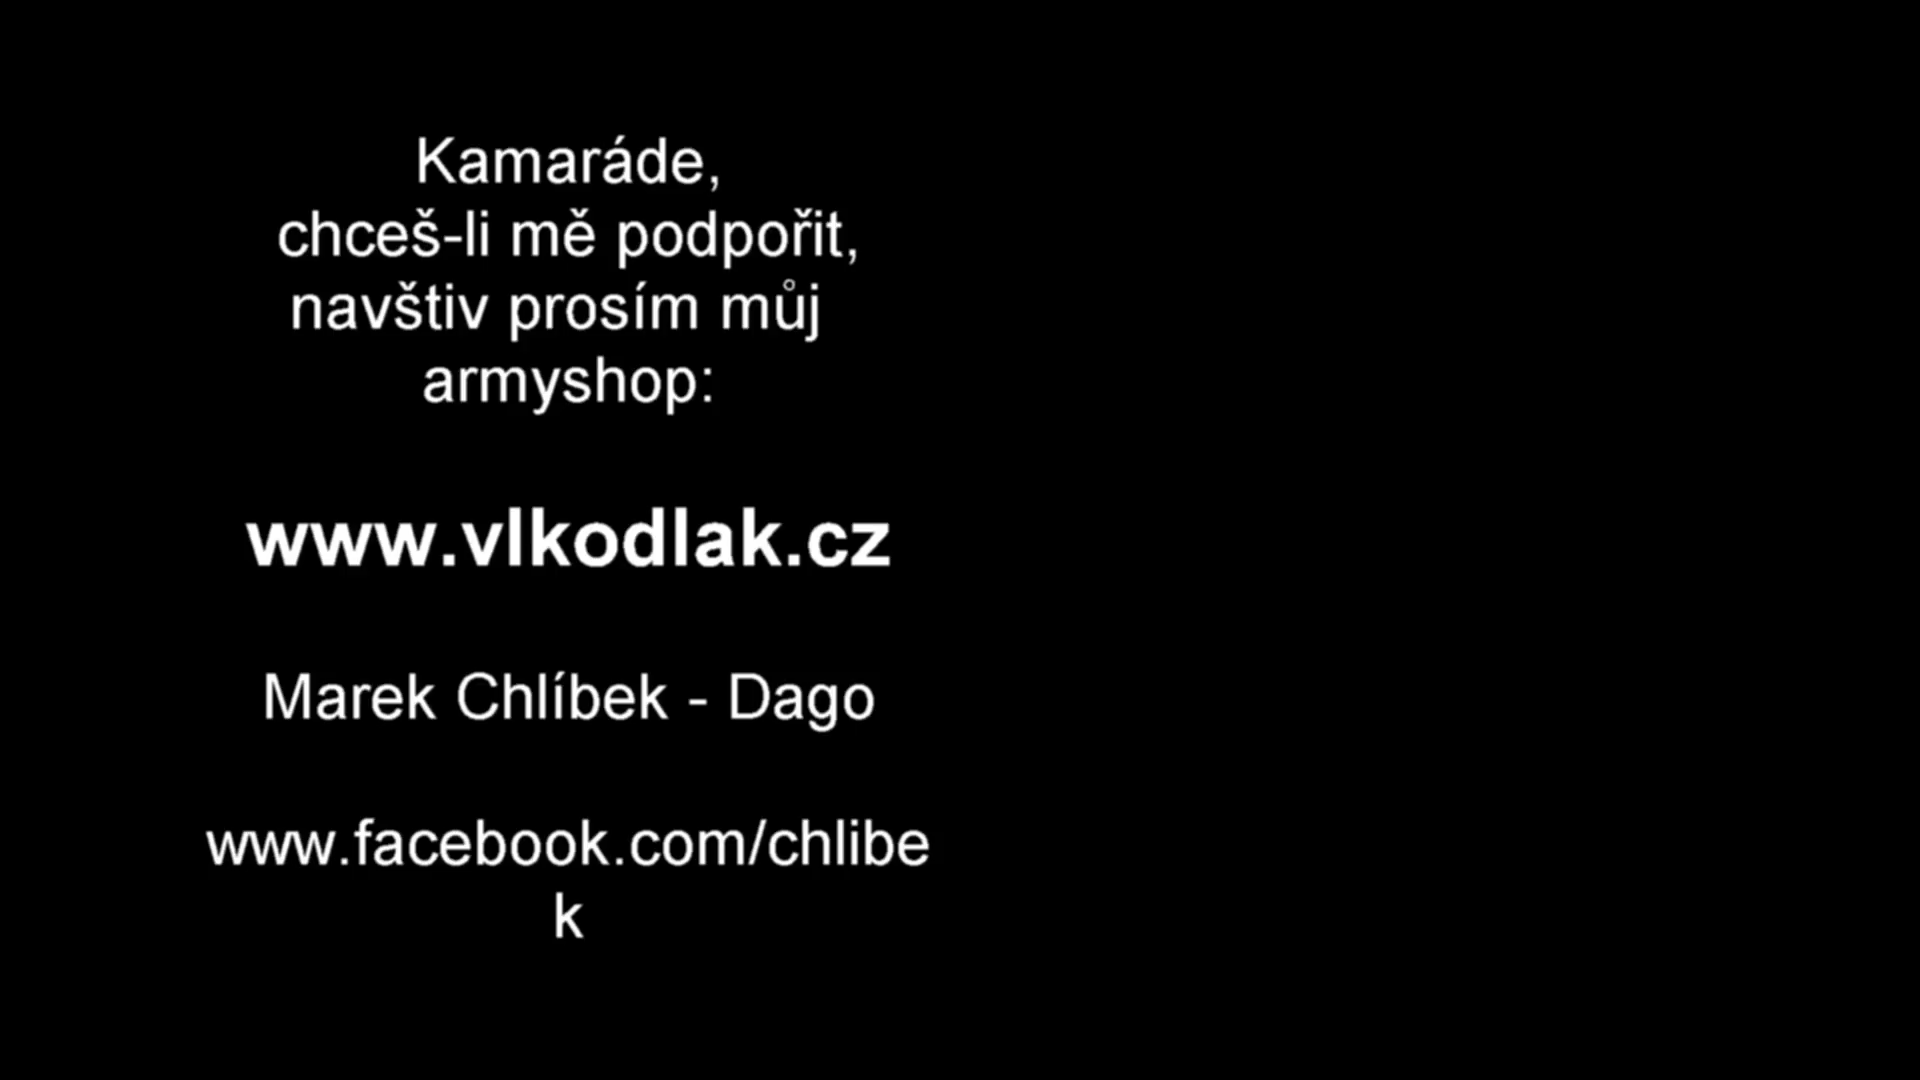 Kamaráde,
chceš-li mě podpořit,
navštiv prosím můj
armyshop:
www.vlkodlak.cz
Marek Chlíbek - Dago
www.facebook.com/chlibe
k